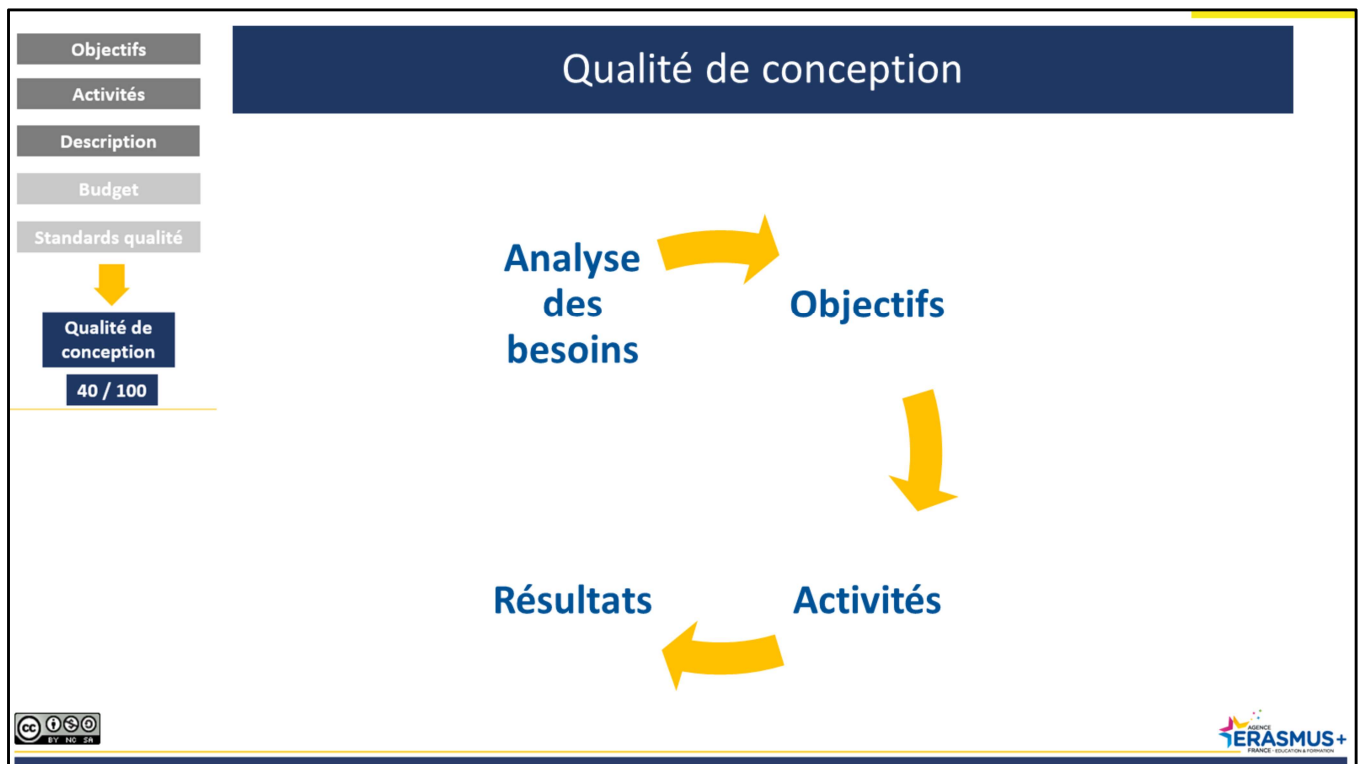 Objectifs
Activités
Description
Budget
Standards qualité
Qualité de
conception
40 / 100
Qualité de conception
Analyse
des
besoins
Objectifs
Activités
Résultats
cc
BY NC SA
AGENCE
ERASMUS+
FRANCE - EDUCATION & FORMATION